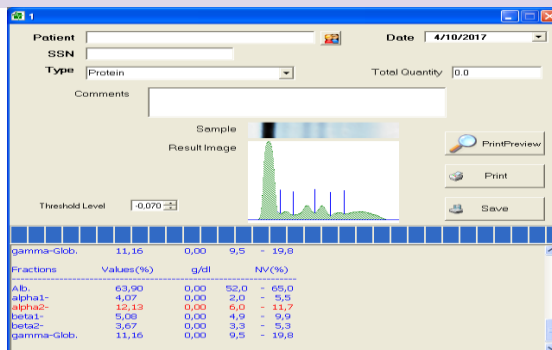 1
Patient
Date 4/10/2017
SSN
Type Protein
Total Quantity 0.0
Comments
Sample
Result Image
PrintPreview
Threshold Level -0,070
Print
Save
gamma-Glob. 11,16 0,00 9,5 - 19,8
Fractions Values(%) g/dl NV(%)
Alb. 63,90 0,00 52,0 - 65,0
alpha1- 4,07 0,00 2,0 - 5,5
alpha2- 12,13 0,00 6,0 - 11,7
beta1- 5,08 0,00 4,9 - 9,9
beta2- 3,67 0,00 3,3 - 5,3
gamma-Glob. 11,16 0,00 9,5 - 19,8